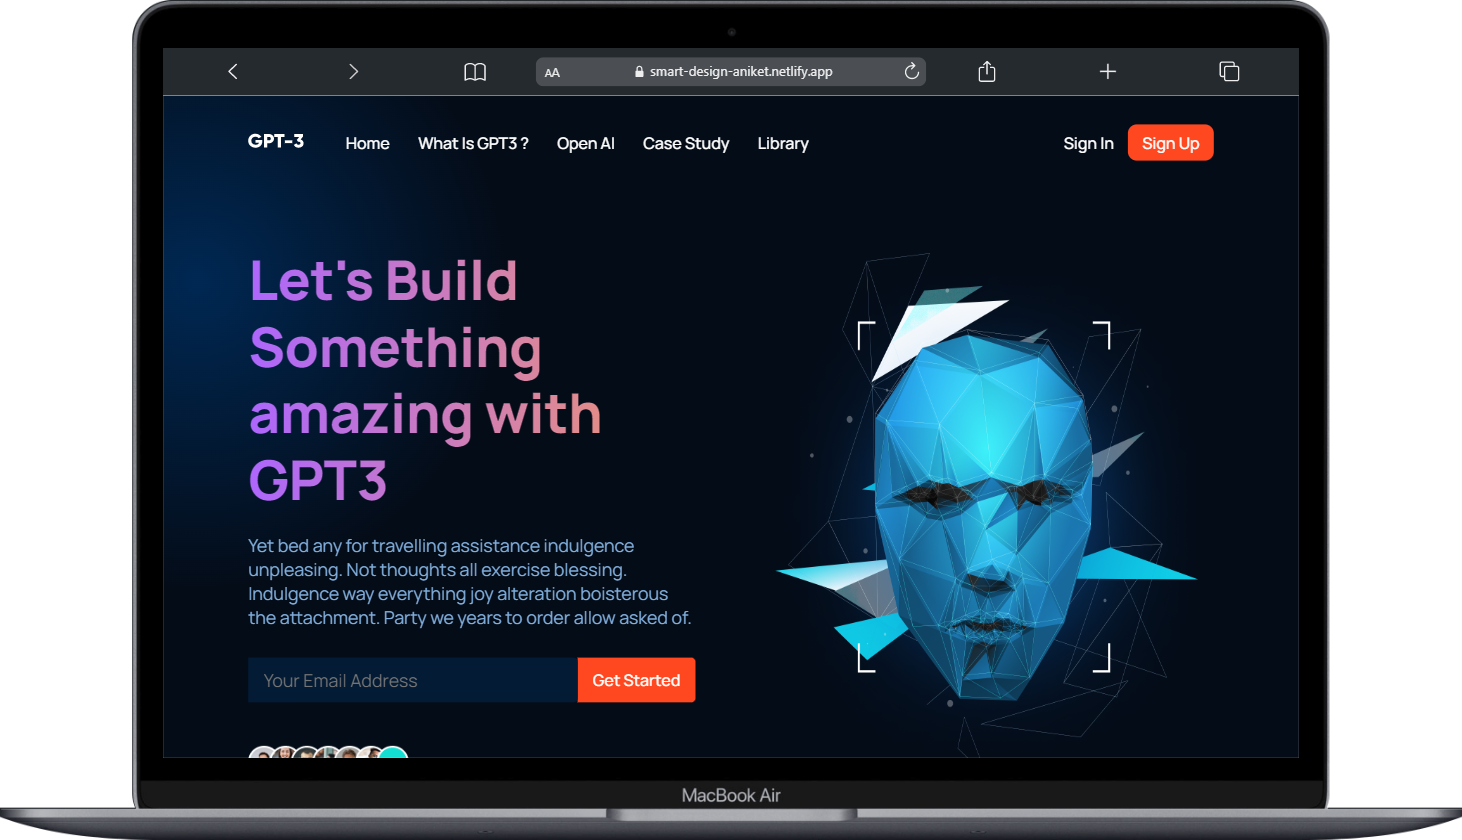 AA smart-design-aniket.netlify.app
GPT-3 Home What Is GPT3 ? Open AI Case Study Library Sign In Sign Up
Let's Build
Something
amazing with
GPT3
Yet bed any for travelling assistance indulgence
unpleasing. Not thoughts all exercise blessing.
Indulgence way everything joy alteration boisterous
the attachment. Party we years to order allow asked of.
Your Email Address Get Started
MacBook Air